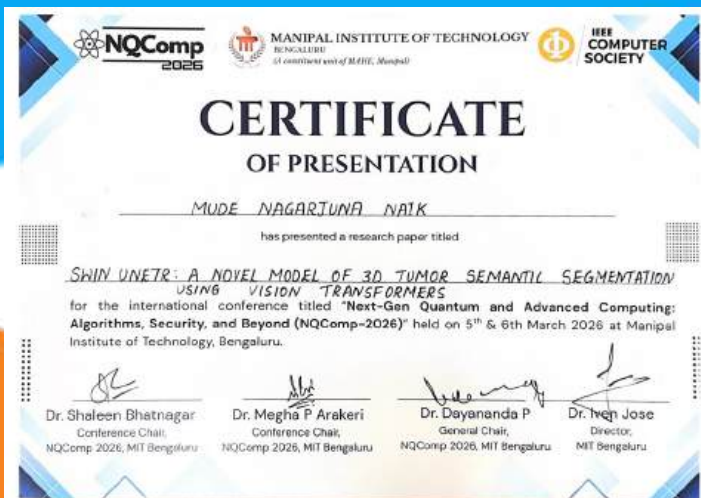 NQComp
2026
MANIPAL INSTITUTE OF TECHNOLOGY
BENGALURU
(A constituent unit of MAHE, Manipal)
IEEE
COMPUTER
SOCIETY
CERTIFICATE
OF PRESENTATION
MUDE NAGARJUNA NAIK
has presented a research paper titled
SWIN UNETR: A NOVEL MODEL OF 3D TUMOR SEMANTIC SEGMENTATION
USING VISION TRANSFORMERS
for the international conference titled "Next-Gen Quantum and Advanced Computing:
Algorithms, Security, and Beyond (NQComp-2026)" held on 5th & 6th March 2026 at Manipal
Institute of Technology, Bengaluru.
Dr. Shaleen Bhatnagar
Conference Chair,
NQComp 2026, MIT Bengaluru
Dr. Megha P Arakeri
Conference Chair,
NQComp 2026, MIT Bengaluru
Dr. Dayananda P
General Chair,
NQComp 2026, MIT Bengaluru
Dr. Iven Jose
Director,
MIT Bengaluru